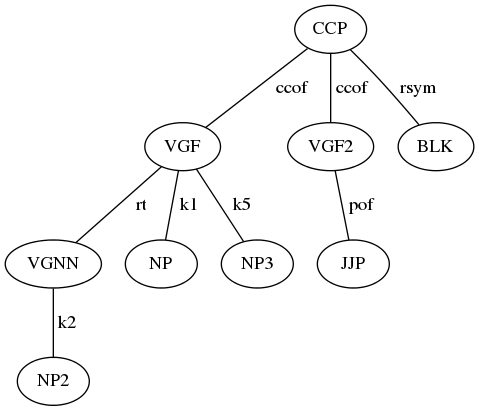 CCP
ccof ccof rsym
VGF VGF2 BLK
rt k1 k5 pof
VGNN NP NP3 JJP
k2
NP2